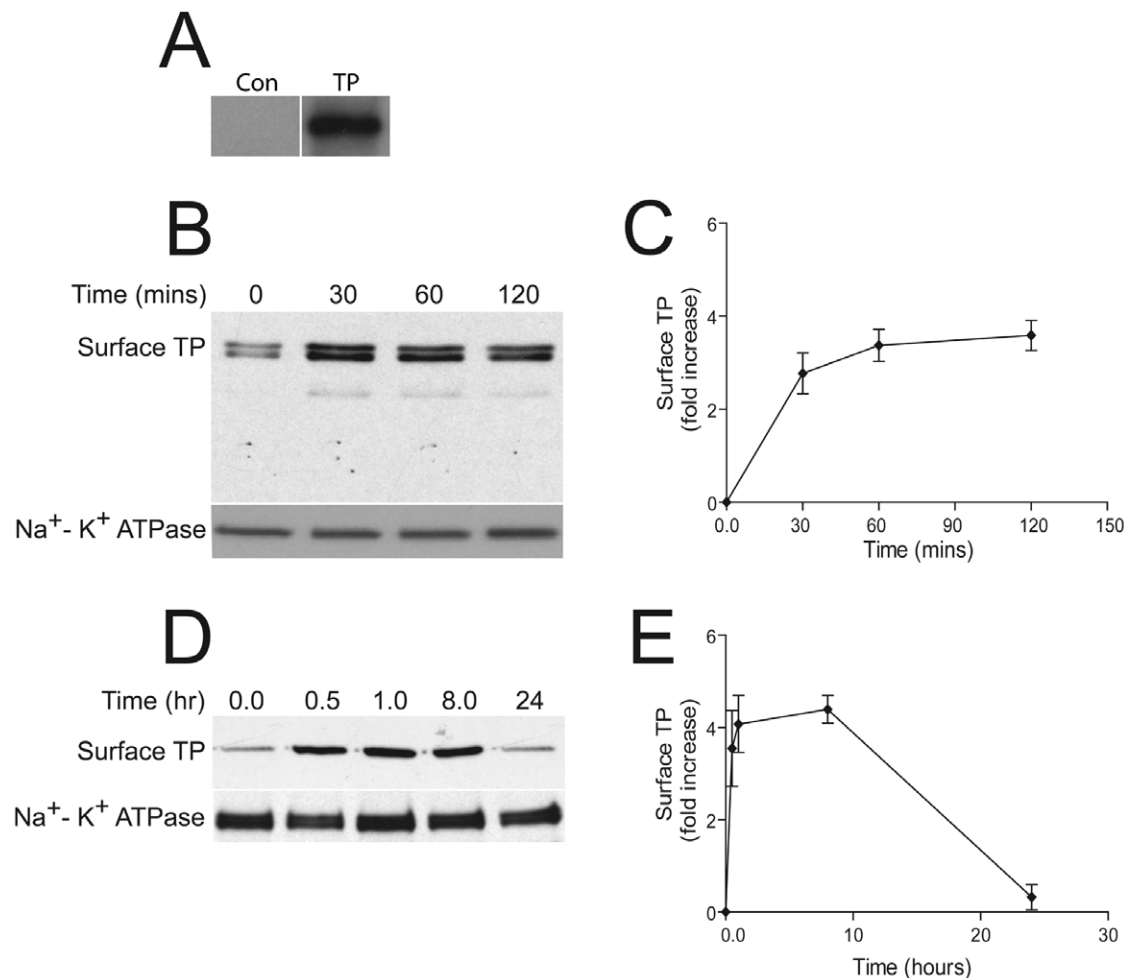 A
Con TP
B
Time (mins) 0 30 60 120
Surface TP
Na⁺- K⁺ ATPase
C
Surface TP
(fold increase)
6
4
2
0
0.0 30 60 90 120 150
Time (mins)
D
Time (hr) 0.0 0.5 1.0 8.0 24
Surface TP
Na⁺- K⁺ ATPase
E
Surface TP
(fold increase)
6
4
2
0
0.0 10 20 30
Time (hours)